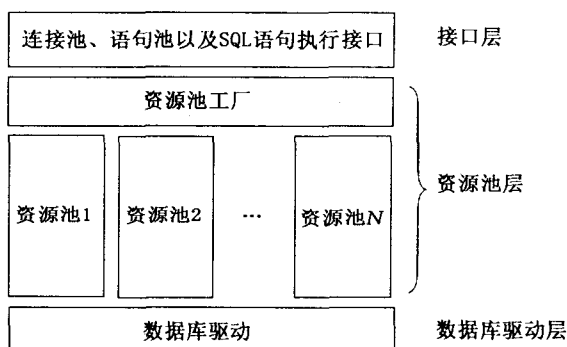 连接池、语句池以及SQL语句执行接口
接口层
资源池工厂
资源池1
资源池2
…
资源池N
资源池层
数据库驱动
数据库驱动层